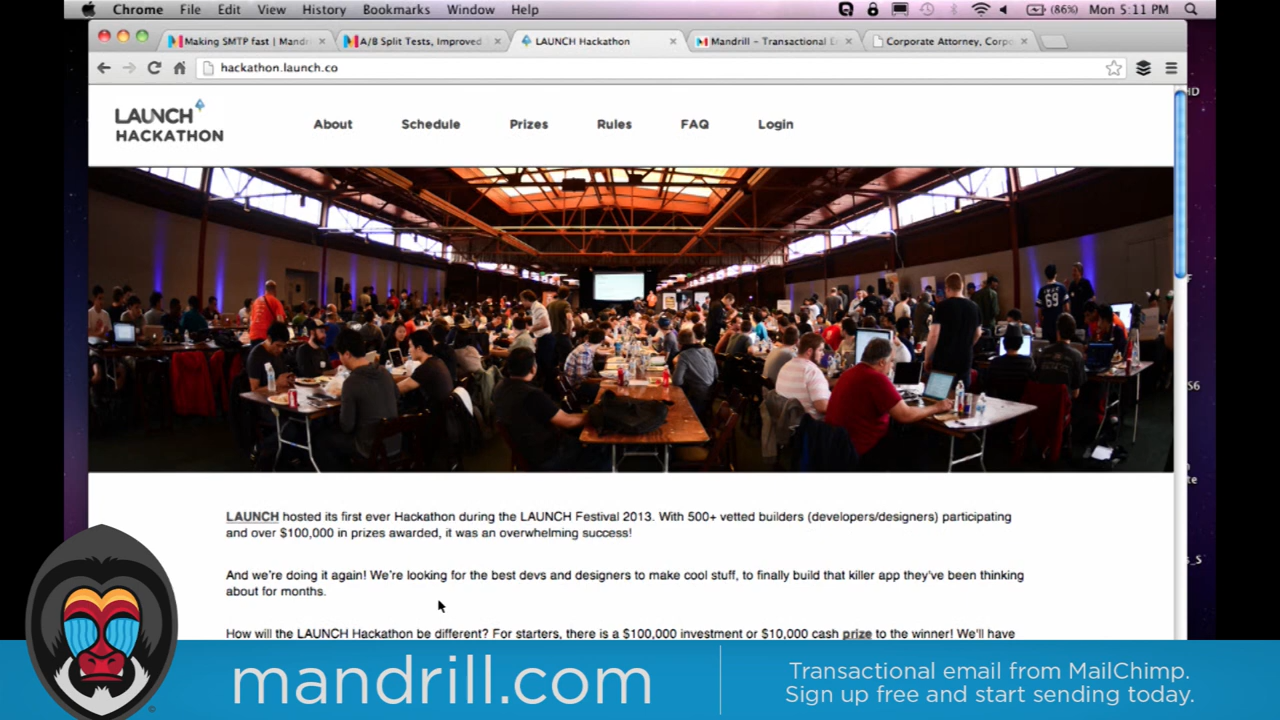 Chrome File Edit View History Bookmarks Window Help (86%) Mon 5:11 PM
Making SMTP fast | Mandri A/B Split Tests, Improved LAUNCH Hackathon Mandrill – Transactional E Corporate Attorney, Corpo
hackathon.launch.co
LAUNCH
HACKATHON
About Schedule Prizes Rules FAQ Login
HD
69
S6
LAUNCH hosted its first ever Hackathon during the LAUNCH Festival 2013. With 500+ vetted builders (developers/designers) participating
and over $100,000 in prizes awarded, it was an overwhelming success!
te
_S
And we're doing it again! We're looking for the best devs and designers to make cool stuff, to finally build that killer app they've been thinking
about for months.
How will the LAUNCH Hackathon be different? For starters, there is a $100,000 investment or $10,000 cash prize to the winner! We'll have
mandrill.com
Transactional email from MailChimp.
Sign up free and start sending today.
©